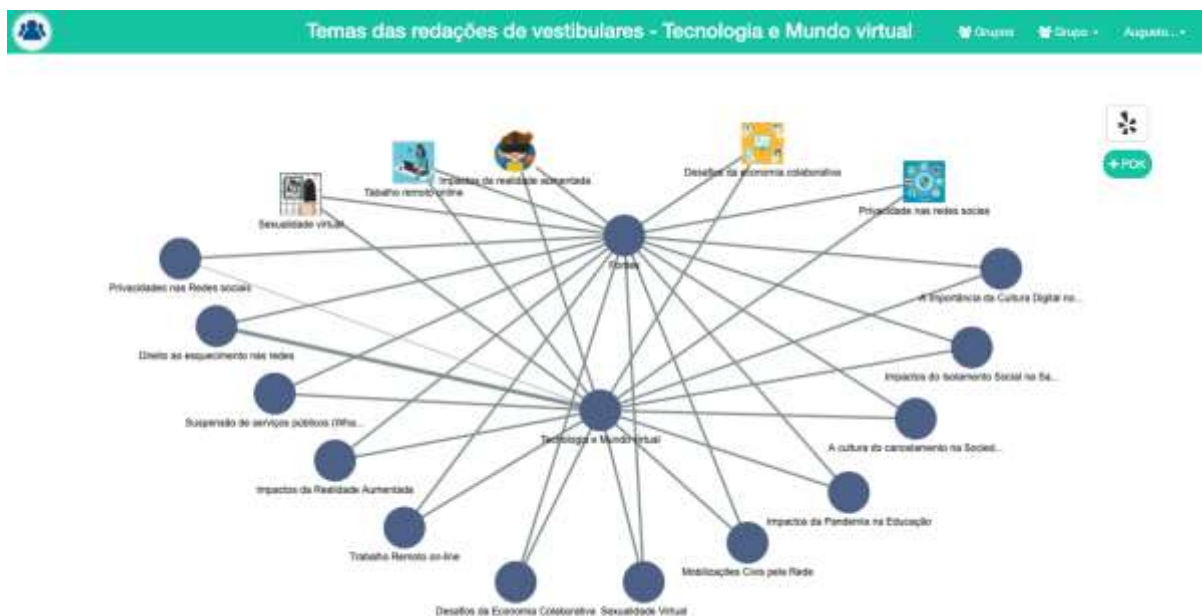 Temas das redações de vestibulares - Tecnologia e Mundo virtual
Grupos
Grupo
Augusto...
+ POK
Impactos da realidade aumentada
Desafios da economia colaborativa
Tabalho remoto online
Privacidade nas redes sociais
Sexualidade virtual
Privacidades nas Redes sociais
A Importância da Cultura Digital no...
Direito ao esquecimento nas redes
Impactos do Isolamento Social na Sa...
Suspensão de serviços públicos (Wha...
Tecnologia e Mundo virtual
A cultura do cancelamento na Socied...
Impactos da Realidade Aumentada
Impactos da Pandemia na Educação
Trabalho Remoto on-line
Mobilizações Civis pela Rede
Desafios da Economia Colaborativa
Sexualidade Virtual